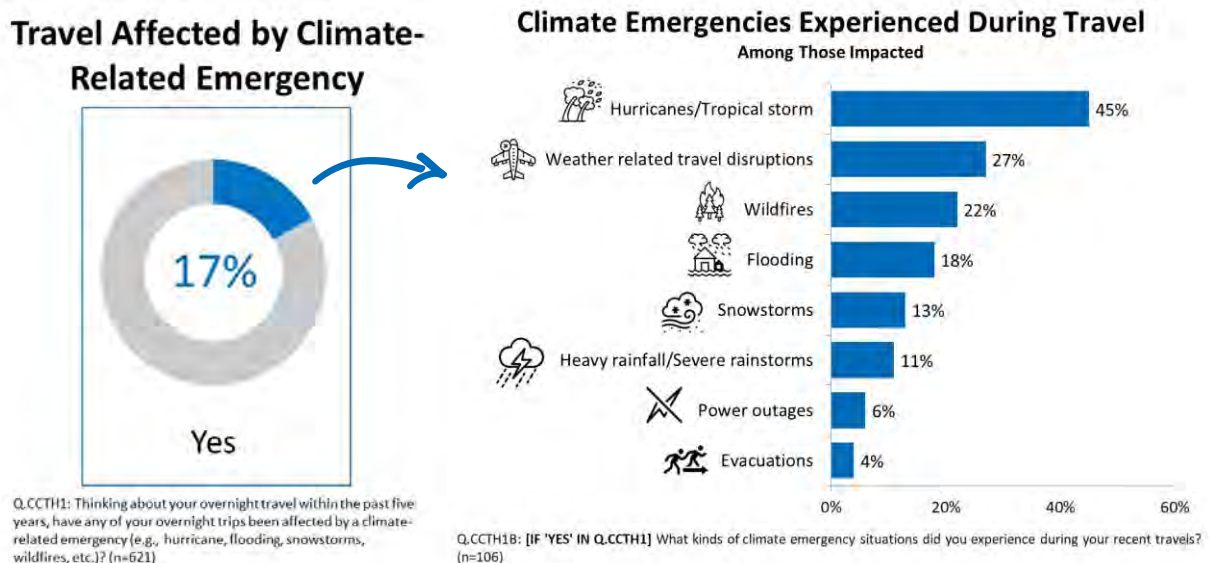 Travel Affected by Climate-
Related Emergency
17%
Yes
Q.CCTH1: Thinking about your overnight travel within the past five
years, have any of your overnight trips been affected by a climate-
related emergency (e.g., hurricane, flooding, snowstorms,
wildfires, etc.)? (n=621)
Climate Emergencies Experienced During Travel
Among Those Impacted
Hurricanes/Tropical storm 45%
Weather related travel disruptions 27%
Wildfires 22%
Flooding 18%
Snowstorms 13%
Heavy rainfall/Severe rainstorms 11%
Power outages 6%
Evacuations 4%
0% 20% 40% 60%
Q.CCTH1B: [IF 'YES' IN Q.CCTH1] What kinds of climate emergency situations did you experience during your recent travels?
(n=106)